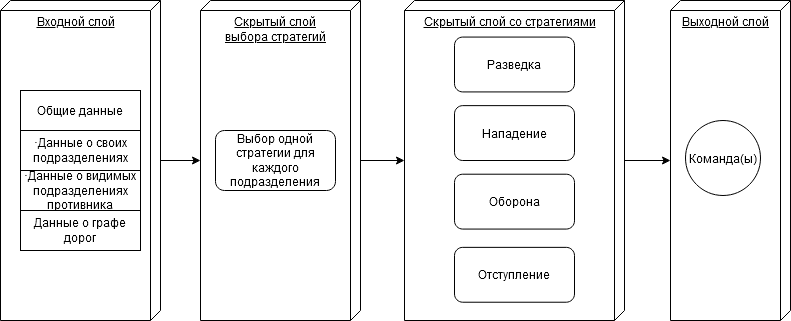 Входной слой
Общие данные
·Данные о своих
подразделениях
·Данные о видимых
подразделениях
противника
Данные о графе
дорог
Скрытый слой
выбора стратегий
Выбор одной
стратегии для
каждого
подразделения
Скрытый слой со стратегиями
Разведка
Нападение
Оборона
Отступление
Выходной слой
Команда(ы)